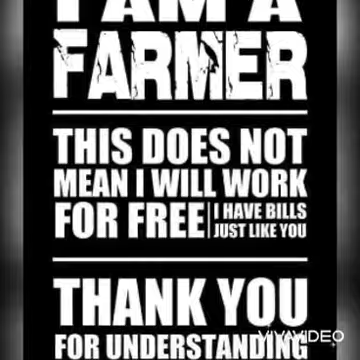 I AM A
FARMER
THIS DOES NOT
MEAN I WILL WORK
FOR FREE
I HAVE BILLS
JUST LIKE YOU
THANK YOU
FOR UNDERSTANDING
VIVAVIDEO